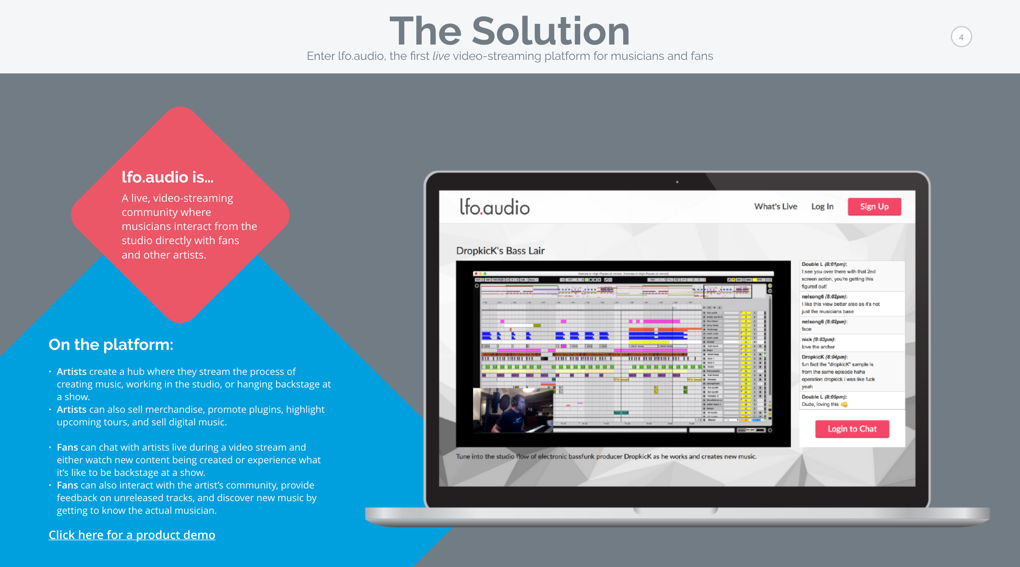 The Solution
Enter lfo.audio, the first live video-streaming platform for musicians and fans
4
lfo.audio is...
A live, video-streaming
community where
musicians interact from the
studio directly with fans
and other artists.
On the platform:
· Artists create a hub where they stream the process of
creating music, working in the studio, or hanging backstage at
a show.
· Artists can also sell merchandise, promote plugins, highlight
upcoming tours, and sell digital music.
· Fans can chat with artists live during a video stream and
either watch new content being created or experience what
it's like to be backstage at a show.
· Fans can also interact with the artist's community, provide
feedback on unreleased tracks, and discover new music by
getting to know the actual musician.
Click here for a product demo
lfo.audio
What's Live Log In Sign Up
DropkicK's Bass Lair
Double L (8:01pm):
I see you over there with that 2nd
screen action, you're getting this
figured out!
nelsong6 (8:02pm):
I like this view better also as it's not
just the musicians base
nelsong6 (8:02pm):
face
nick (8:03pm):
love the archer
DropkicK (8:04pm):
fun fact the "dropkicK" sample is
from the same episode haha
operation dropkick i was like fuck
yeah
Double L (8:05pm):
Dude, loving this
Login to Chat
Tune into the studio flow of electronic bassfunk producer DropkicK as he works and creates new music.